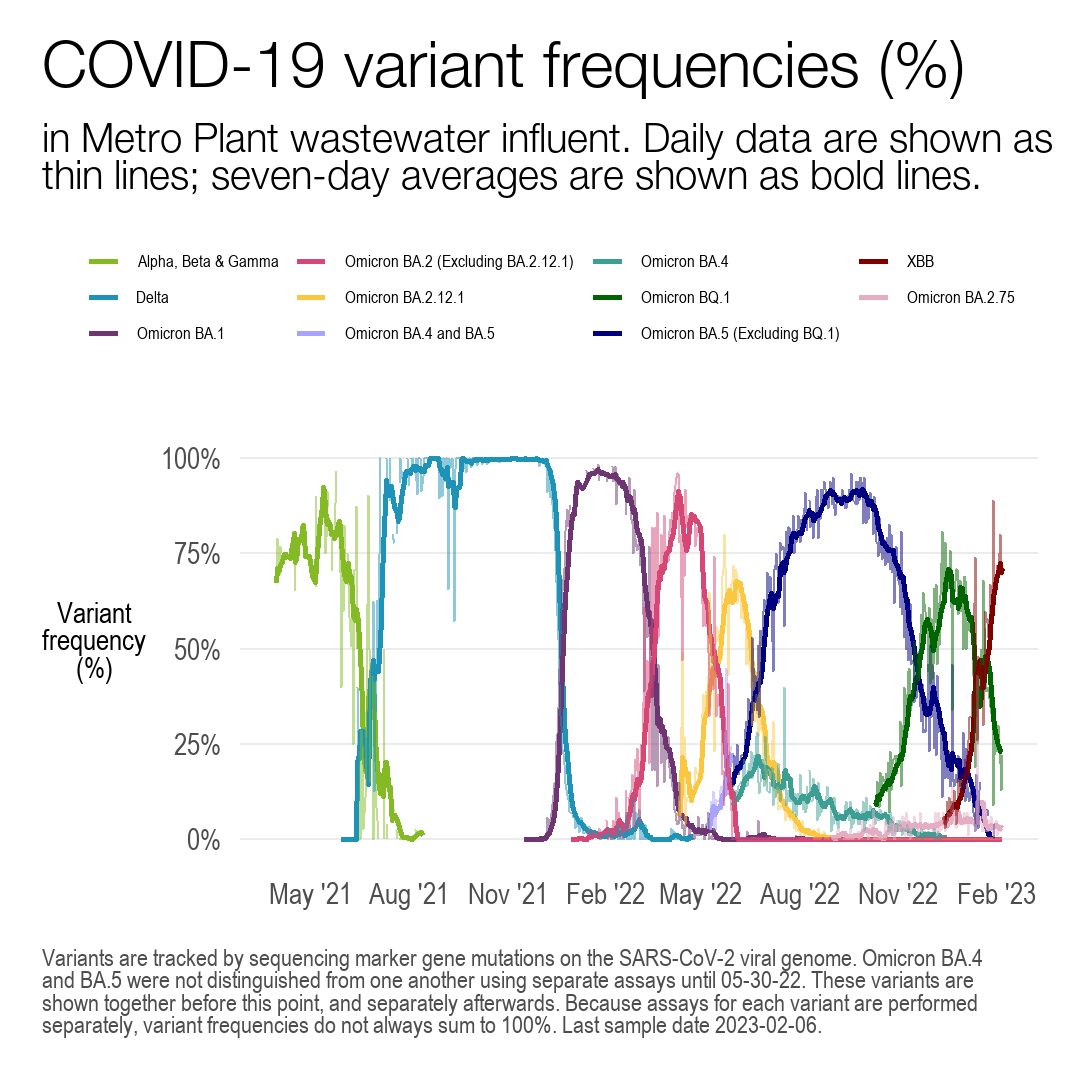 COVID-19 variant frequencies (%)
in Metro Plant wastewater influent. Daily data are shown as
thin lines; seven-day averages are shown as bold lines.
Alpha, Beta & Gamma
Omicron BA.2 (Excluding BA.2.12.1)
Omicron BA.4
XBB
Delta
Omicron BA.2.12.1
Omicron BQ.1
Omicron BA.2.75
Omicron BA.1
Omicron BA.4 and BA.5
Omicron BA.5 (Excluding BQ.1)
100%
75%
Variant
frequency
(%)
50%
25%
0%
May '21
Aug '21
Nov '21
Feb '22
May '22
Aug '22
Nov '22
Feb '23
Variants are tracked by sequencing marker gene mutations on the SARS-CoV-2 viral genome. Omicron BA.4
and BA.5 were not distinguished from one another using separate assays until 05-30-22. These variants are
shown together before this point, and separately afterwards. Because assays for each variant are performed
separately, variant frequencies do not always sum to 100%. Last sample date 2023-02-06.